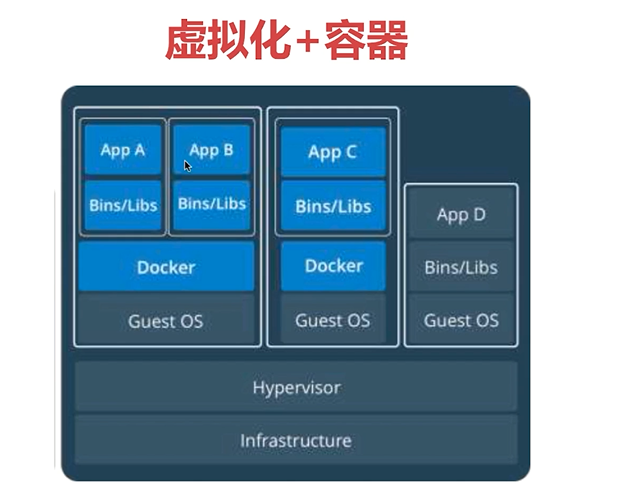 虚拟化+容器
App A
App B
Bins/Libs
Bins/Libs
Docker
Guest OS
App C
Bins/Libs
Docker
Guest OS
App D
Bins/Libs
Guest OS
Hypervisor
Infrastructure